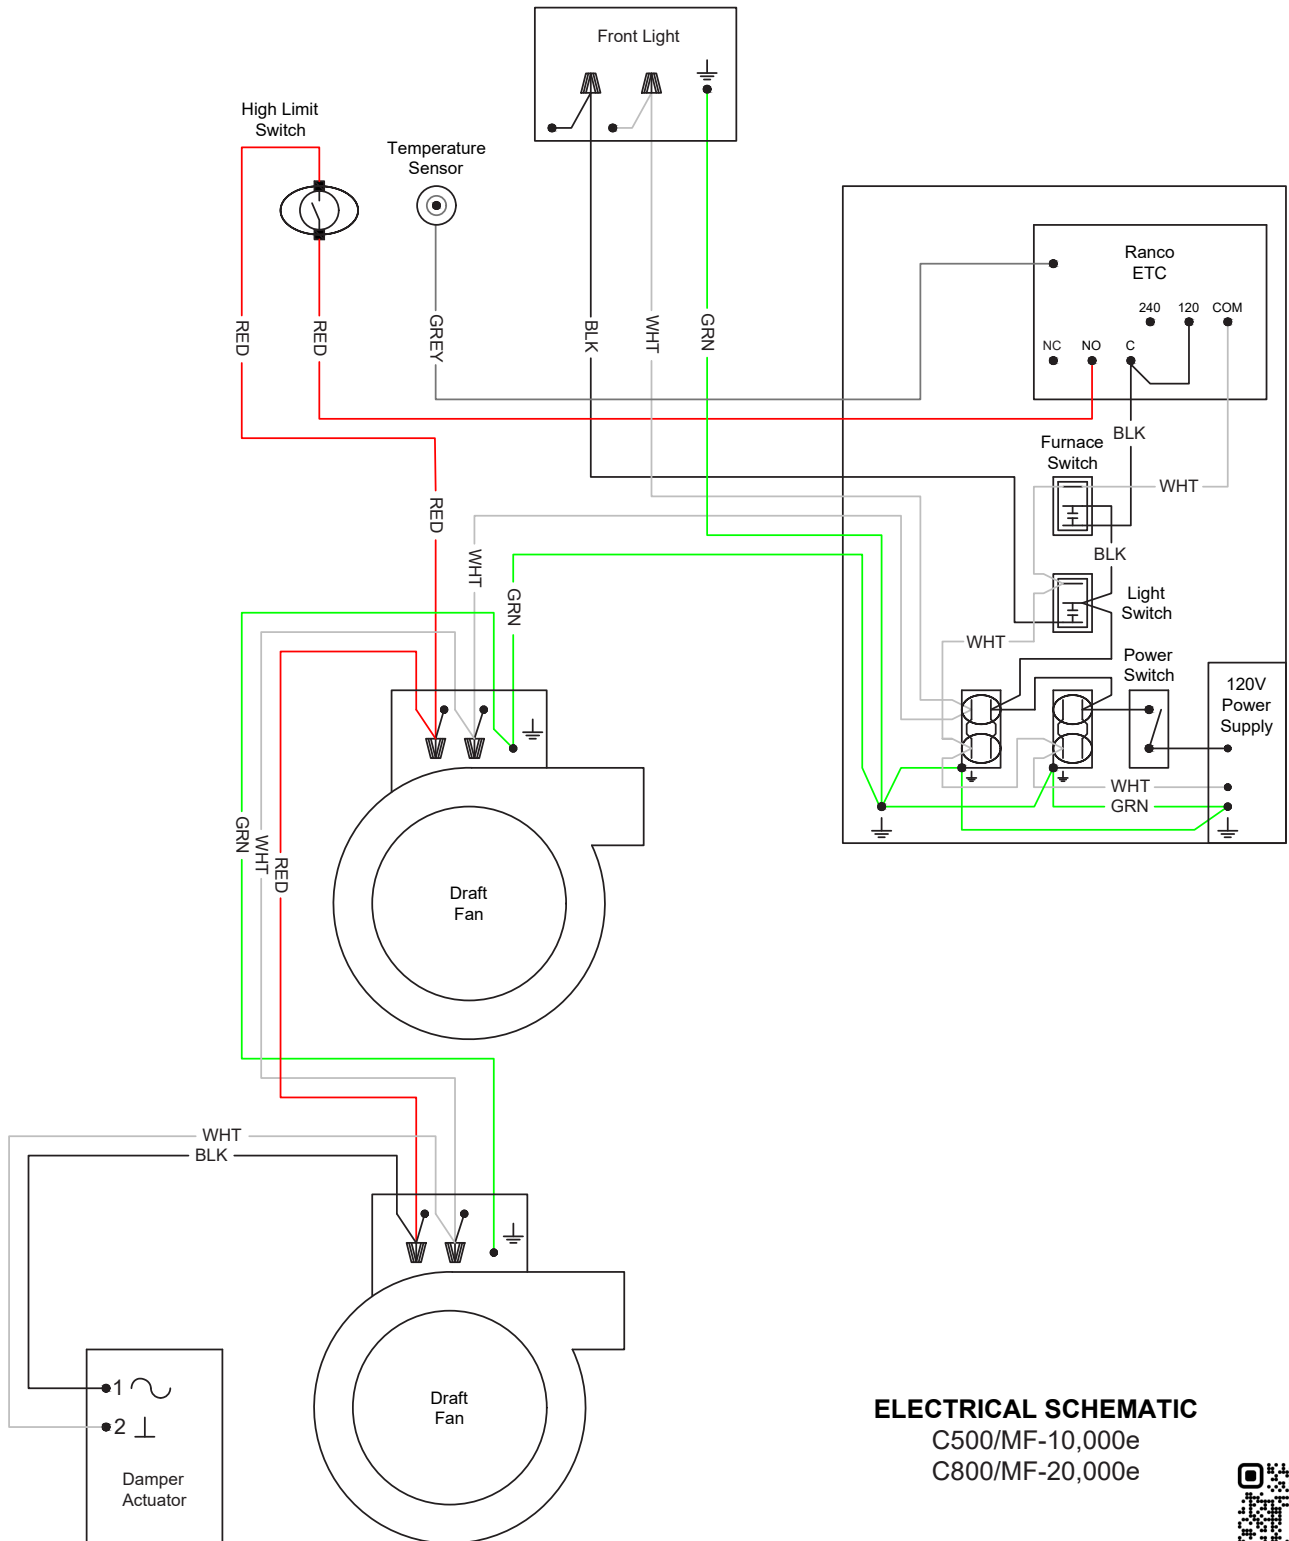 Front Light
High Limit
Switch
Temperature
Sensor
Ranco
ETC
240
120
COM
NC
NO
C
RED
RED
GREY
BLK
WHT
GRN
BLK
Furnace
Switch
WHT
RED
WHT
GRN
BLK
Light
Switch
WHT
Power
Switch
120V
Power
Supply
WHT
GRN
GRN
WHT
RED
Draft
Fan
WHT
BLK
1
2
Damper
Actuator
Draft
Fan
ELECTRICAL SCHEMATIC
C500/MF-10,000e
C800/MF-20,000e